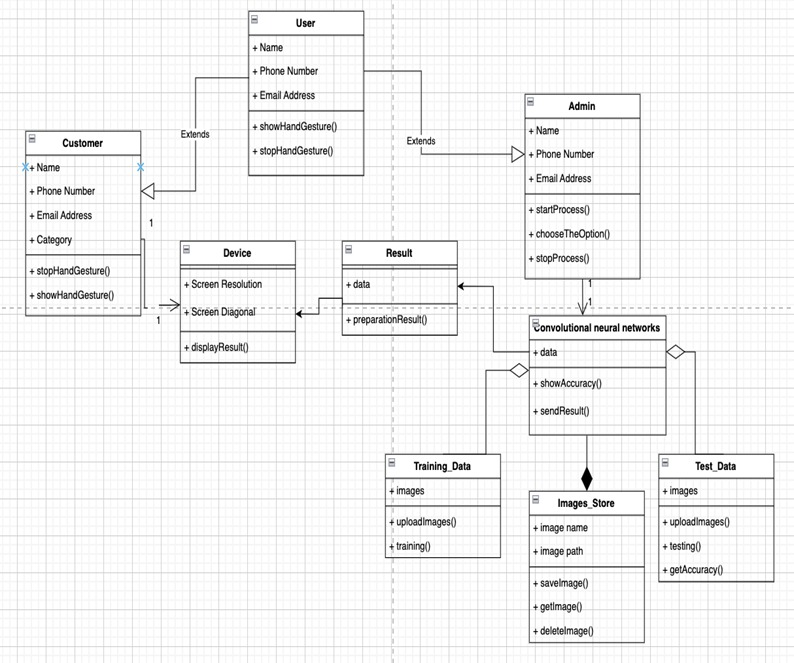 User
+ Name
+ Phone Number
+ Email Address
+ showHandGesture()
+ stopHandGesture()
Extends
Extends
Customer
+ Name
+ Phone Number
+ Email Address
+ Category
+ stopHandGesture()
+ showHandGesture()
1
1
Admin
+ Name
+ Phone Number
+ Email Address
+ startProcess()
+ chooseTheOption()
+ stopProcess()
1
1
Device
+ Screen Resolution
+ Screen Diagonal
+ displayResult()
Result
+ data
+ preparationResult()
Convolutional neural networks
+ data
+ showAccuracy()
+ sendResult()
Training_Data
+ images
+ uploadImages()
+ training()
Images_Store
+ image name
+ image path
+ saveImage()
+ getImage()
+ deleteImage()
Test_Data
+ images
+ uploadImages()
+ testing()
+ getAccuracy()